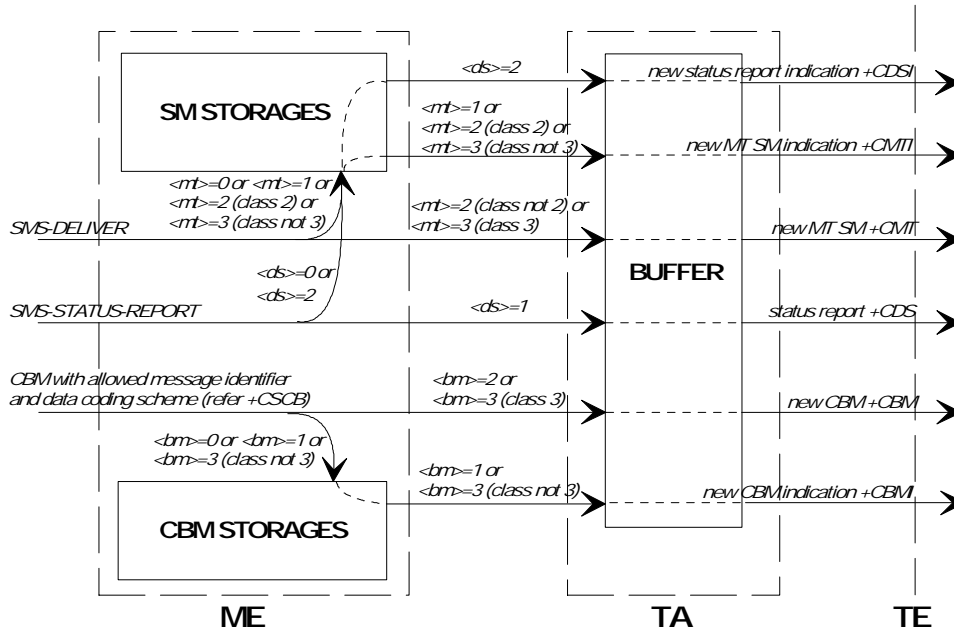 <ds>=2
new status report indication +CDSI
SM STORAGES
<mt>=1 or
<mt>=2 (class 2) or
<mt>=3 (class not 3)
new MT SM indication +CMTI
<mt>=0 or <mt>=1 or
<mt>=2 (class 2) or
<mt>=3 (class not 3)
<mt>=2 (class not 2) or
<mt>=3 (class 3)
SMS-DELIVER
new MT SM +CMT
BUFFER
<ds>=0 or
<ds>=2
SMS-STATUS-REPORT
<ds>=1
status report +CDS
CBM with allowed message identifier
and data coding scheme (refer +CSCB)
<bm>=2 or
<bm>=3 (class 3)
new CBM +CBM
<bm>=0 or <bm>=1 or
<bm>=3 (class not 3)
<bm>=1 or
<bm>=3 (class not 3)
new CBM indication +CBMI
CBM STORAGES
ME
TA
TE